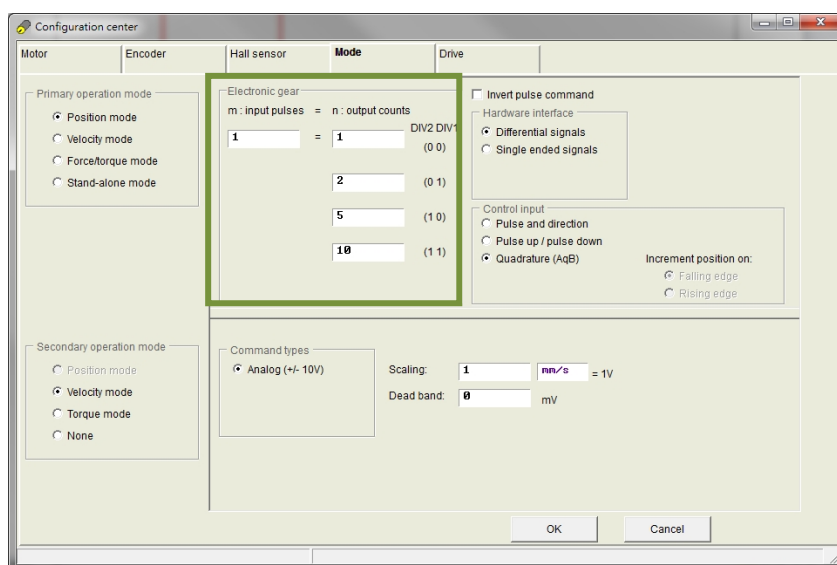 Configuration center
Motor
Encoder
Hall sensor
Mode
Drive
Primary operation mode
Position mode
Velocity mode
Force/torque mode
Stand-alone mode
Electronic gear
m : input pulses = n : output counts
DIV2 DIV1
1 = 1 (0 0)
2 (0 1)
5 (1 0)
10 (1 1)
Invert pulse command
Hardware interface
Differential signals
Single ended signals
Control input
Pulse and direction
Pulse up / pulse down
Quadrature (AqB)
Increment position on:
Falling edge
Rising edge
Secondary operation mode
Position mode
Velocity mode
Torque mode
None
Command types
Analog (+/- 10V)
Scaling: 1 mm/s = 1V
Dead band: 0 mV
OK
Cancel